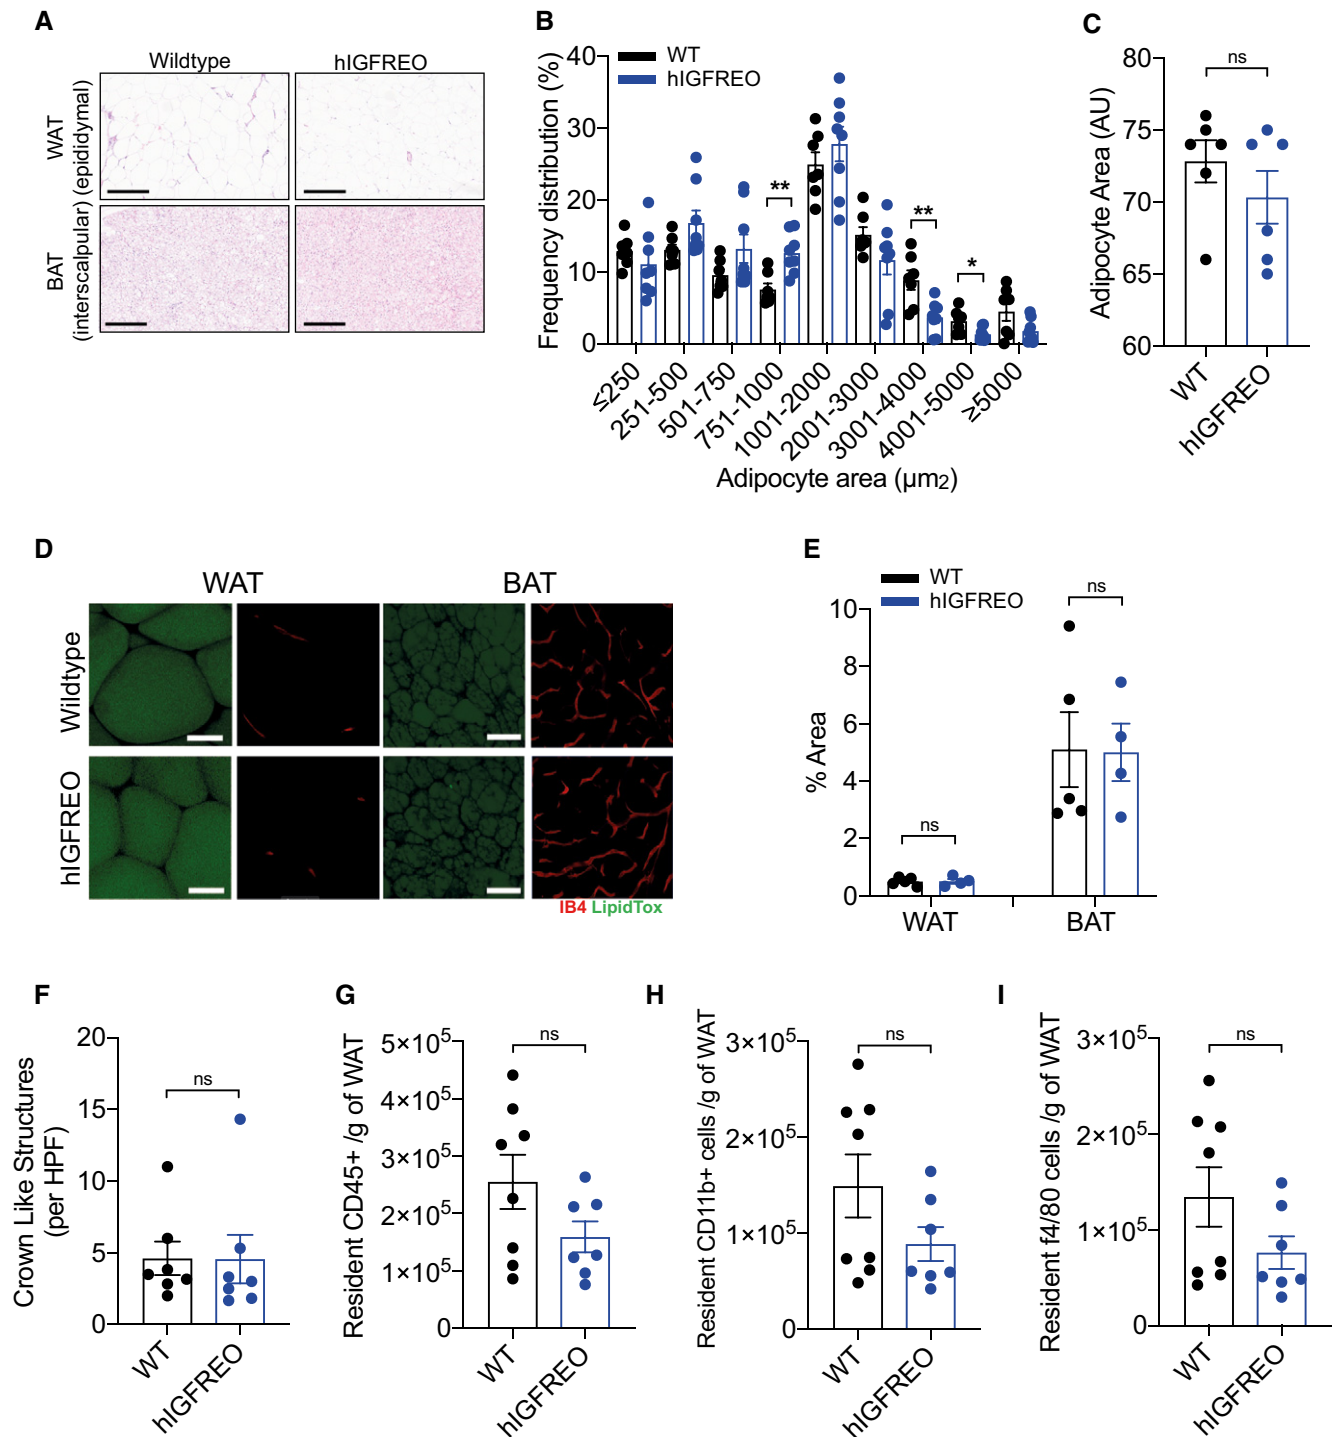 A
Wildtype
hIGFREO
WAT
(epididymal)
BAT
(interscalpular)
B
Frequency distribution (%)
WT
hIGFREO
40
30
20
10
0
**
**
*
≤250
251-500
501-750
751-1000
1001-2000
2001-3000
3001-4000
4001-5000
≥5000
Adipocyte area (µm2)
C
Adipocyte Area (AU)
80
75
70
65
60
ns
WT
hIGFREO
D
WAT
BAT
Wildtype
hIGFREO
IB4 LipidTox
E
WT
hIGFREO
% Area
10
8
6
4
2
0
ns
ns
WAT
BAT
F
Crown Like Structures
(per HPF)
20
15
10
5
0
ns
WT
hIGFREO
G
Resident CD45+ /g of WAT
5×10⁵
4×10⁵
3×10⁵
2×10⁵
1×10⁵
0
ns
WT
hIGFREO
H
Resident CD11b+ cells /g of WAT
3×10⁵
2×10⁵
1×10⁵
0
ns
WT
hIGFREO
I
Resident f4/80 cells /g of WAT
3×10⁵
2×10⁵
1×10⁵
0
ns
WT
hIGFREO